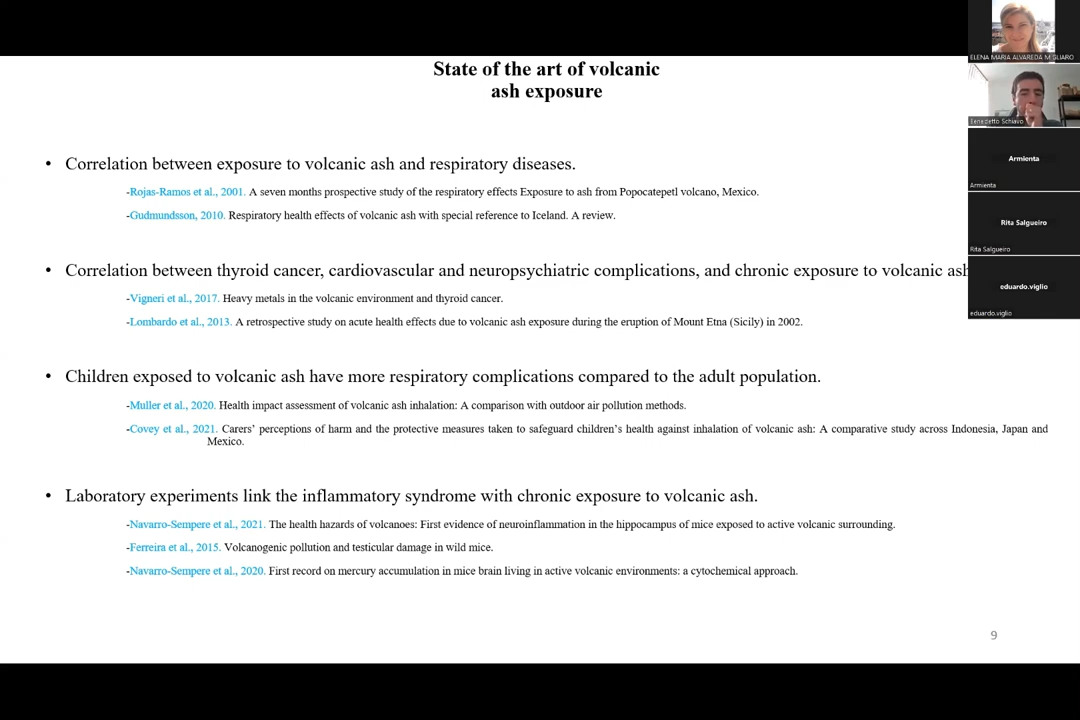 State of the art of volcanic
ash exposure
• Correlation between exposure to volcanic ash and respiratory diseases.
-Rojas-Ramos et al., 2001. A seven months prospective study of the respiratory effects Exposure to ash from Popocatepetl volcano, Mexico.
-Gudmundsson, 2010. Respiratory health effects of volcanic ash with special reference to Iceland. A review.
• Correlation between thyroid cancer, cardiovascular and neuropsychiatric complications, and chronic exposure to volcanic ash
-Vigneri et al., 2017. Heavy metals in the volcanic environment and thyroid cancer.
-Lombardo et al., 2013. A retrospective study on acute health effects due to volcanic ash exposure during the eruption of Mount Etna (Sicily) in 2002.
• Children exposed to volcanic ash have more respiratory complications compared to the adult population.
-Muller et al., 2020. Health impact assessment of volcanic ash inhalation: A comparison with outdoor air pollution methods.
-Covey et al., 2021. Carers' perceptions of harm and the protective measures taken to safeguard children's health against inhalation of volcanic ash: A comparative study across Indonesia, Japan and
Mexico.
• Laboratory experiments link the inflammatory syndrome with chronic exposure to volcanic ash.
-Navarro-Sempere et al., 2021. The health hazards of volcanoes: First evidence of neuroinflammation in the hippocampus of mice exposed to active volcanic surrounding.
-Ferreira et al., 2015. Volcanogenic pollution and testicular damage in wild mice.
-Navarro-Sempere et al., 2020. First record on mercury accumulation in mice brain living in active volcanic environments: a cytochemical approach.
9
ELENA MARIA ALVAREDA M GLIARO
Benedetto Schiavo
Armienta
Armienta
Rita Salgueiro
Rita Salgueiro
eduardo.viglio
eduardo.viglio